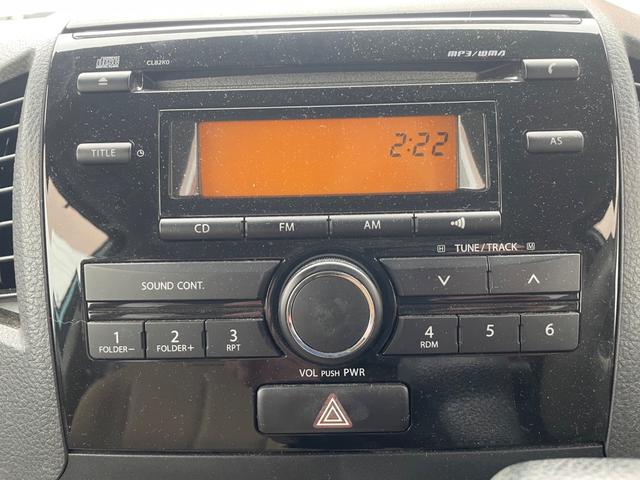 CLB2K0
MP3/WMA
TITLE
2:22
AS
CD
FM
AM
H TUNE/TRACK M
SOUND CONT.
1
FOLDER−
2
FOLDER+
3
RPT
4
RDM
5
6
VOL PUSH PWR